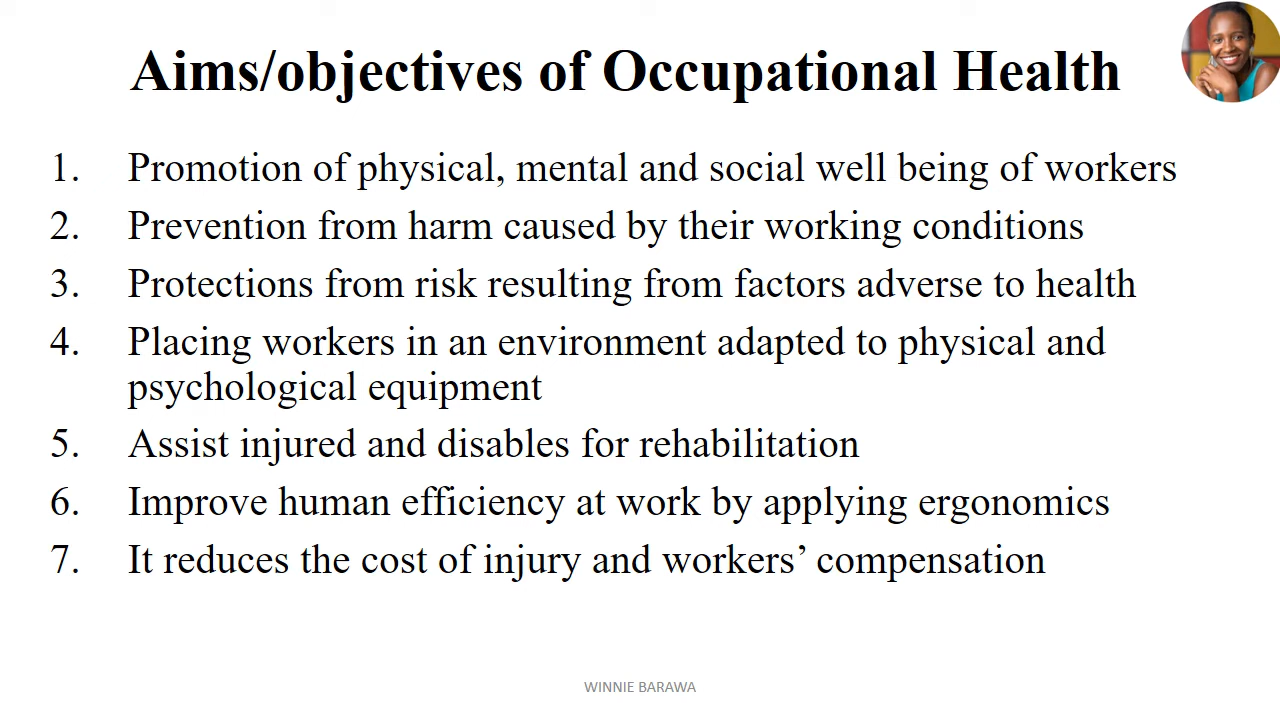 Aims/objectives of Occupational Health
1. Promotion of physical, mental and social well being of workers
2. Prevention from harm caused by their working conditions
3. Protections from risk resulting from factors adverse to health
4. Placing workers in an environment adapted to physical and
psychological equipment
5. Assist injured and disables for rehabilitation
6. Improve human efficiency at work by applying ergonomics
7. It reduces the cost of injury and workers’ compensation
WINNIE BARAWA